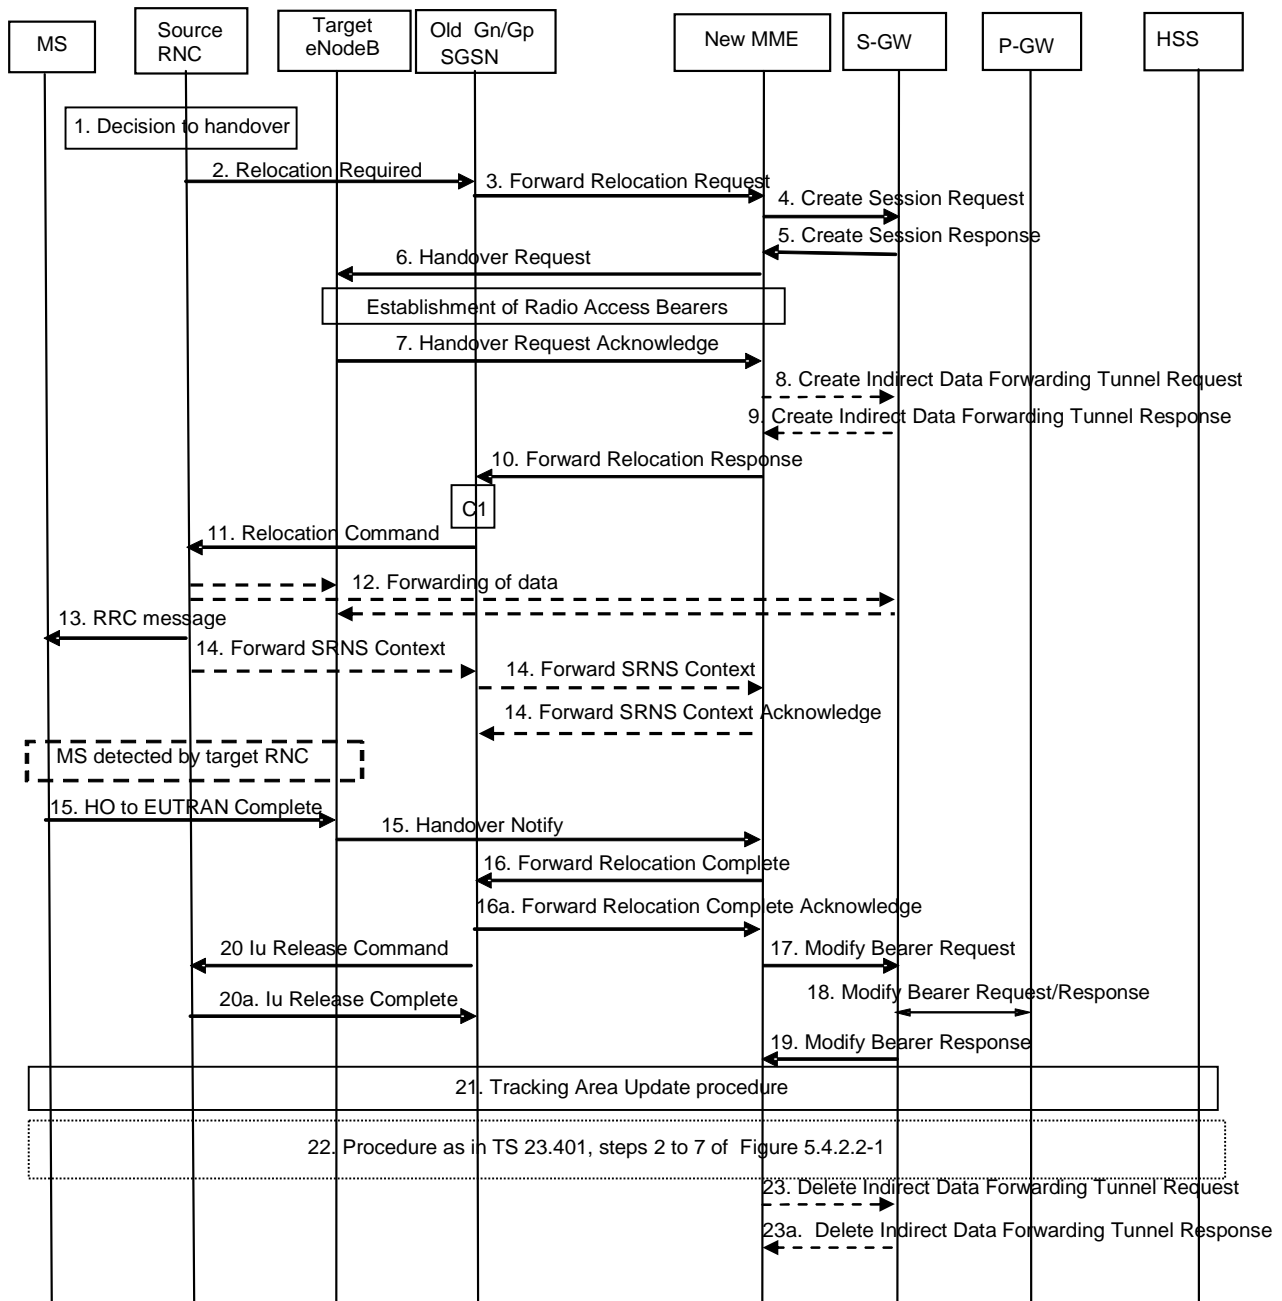 MS
Source
RNC
Target
eNodeB
Old Gn/Gp
SGSN
New MME
S-GW
P-GW
HSS
1. Decision to handover
2. Relocation Required
3. Forward Relocation Request
4. Create Session Request
5. Create Session Response
6. Handover Request
Establishment of Radio Access Bearers
7. Handover Request Acknowledge
8. Create Indirect Data Forwarding Tunnel Request
9. Create Indirect Data Forwarding Tunnel Response
10. Forward Relocation Response
C1
11. Relocation Command
12. Forwarding of data
13. RRC message
14. Forward SRNS Context
14. Forward SRNS Context
14. Forward SRNS Context Acknowledge
MS detected by target RNC
15. HO to EUTRAN Complete
15. Handover Notify
16. Forward Relocation Complete
16a. Forward Relocation Complete Acknowledge
20 Iu Release Command
17. Modify Bearer Request
20a. Iu Release Complete
18. Modify Bearer Request/Response
19. Modify Bearer Response
21. Tracking Area Update procedure
22. Procedure as in TS 23.401, steps 2 to 7 of Figure 5.4.2.2-1
23. Delete Indirect Data Forwarding Tunnel Request
23a. Delete Indirect Data Forwarding Tunnel Response